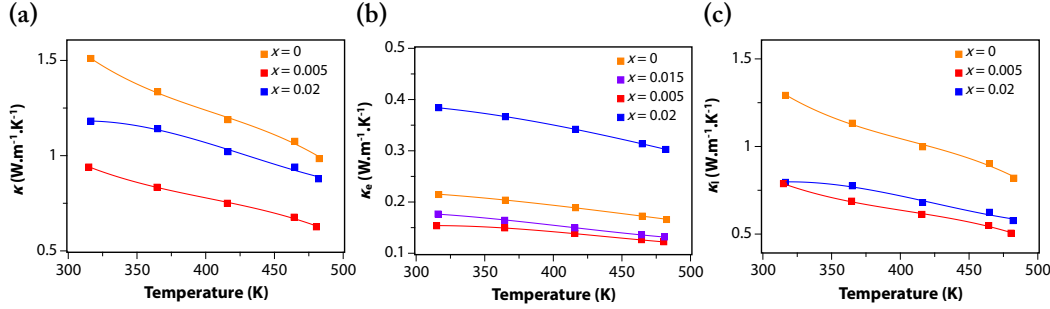 (a)
κ (W.m⁻¹.K⁻¹)
1.5
1
0.5
x = 0
x = 0.005
x = 0.02
300
350
400
450
500
Temperature (K)
(b)
κe (W.m⁻¹.K⁻¹)
0.5
0.4
0.3
0.2
0.1
x = 0
x = 0.015
x = 0.005
x = 0.02
300
350
400
450
500
Temperature (K)
(c)
κl (W.m⁻¹.K⁻¹)
1.5
1
0.5
x = 0
x = 0.005
x = 0.02
300
350
400
450
500
Temperature (K)